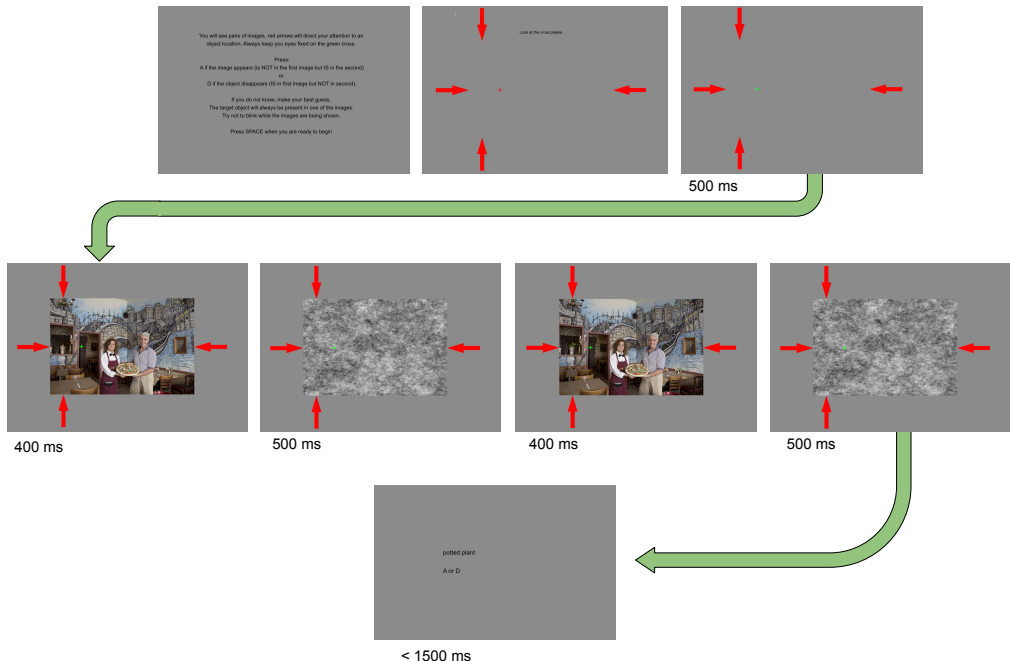 You will see pairs of images, red arrows will direct your attention to an
object location. Always keep you eyes fixed on the green cross.
Press:
A if the image appears (is NOT in the first image but IS in the second)
or
D if the object disappears (IS in first image but NOT in second).
If you do not know, make your best guess.
The target object will always be present in one of the images.
Try not to blink while the images are being shown.
Press SPACE when you are ready to begin
Look at the cross please
500 ms
400 ms
500 ms
400 ms
500 ms
potted plant
A or D
< 1500 ms